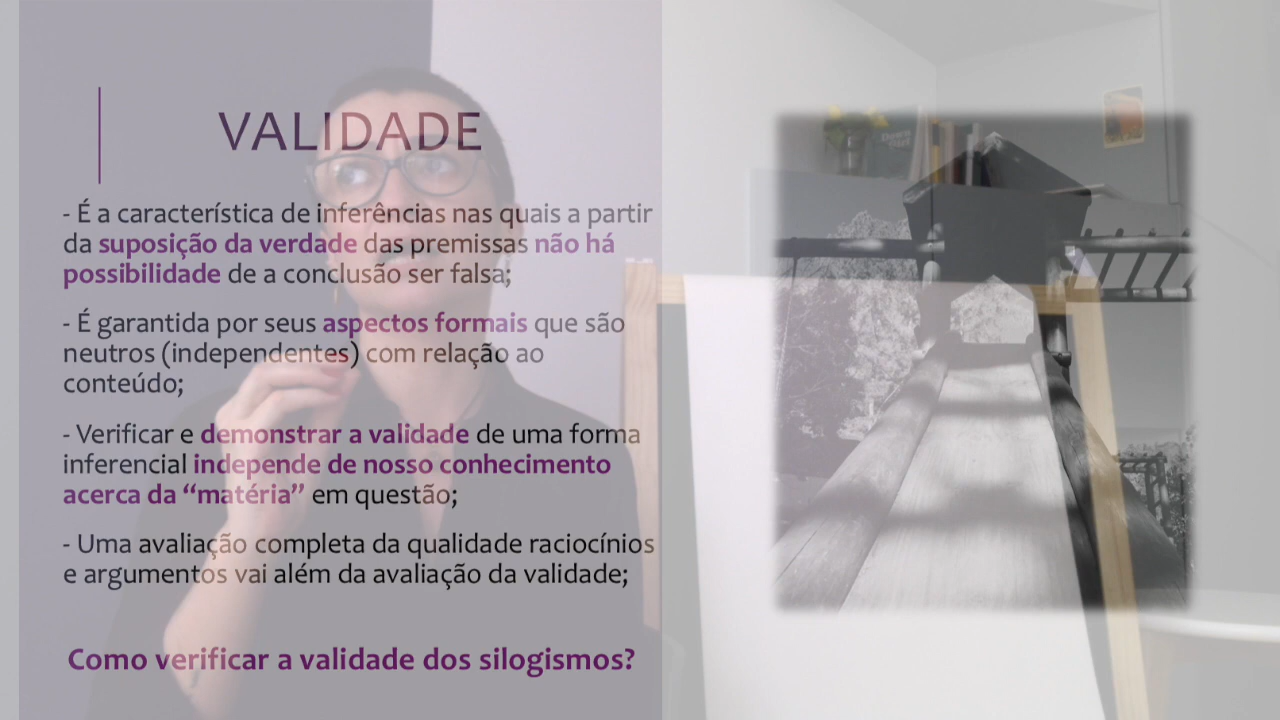 VALIDADE
- É a característica de inferências nas quais a partir
da suposição da verdade das premissas não há
possibilidade de a conclusão ser falsa;
- É garantida por seus aspectos formais que são
neutros (independentes) com relação ao
conteúdo;
- Verificar e demonstrar a validade de uma forma
inferencial independe de nosso conhecimento
acerca da “matéria” em questão;
- Uma avaliação completa da qualidade raciocínios
e argumentos vai além da avaliação da validade;
Como verificar a validade dos silogismos?